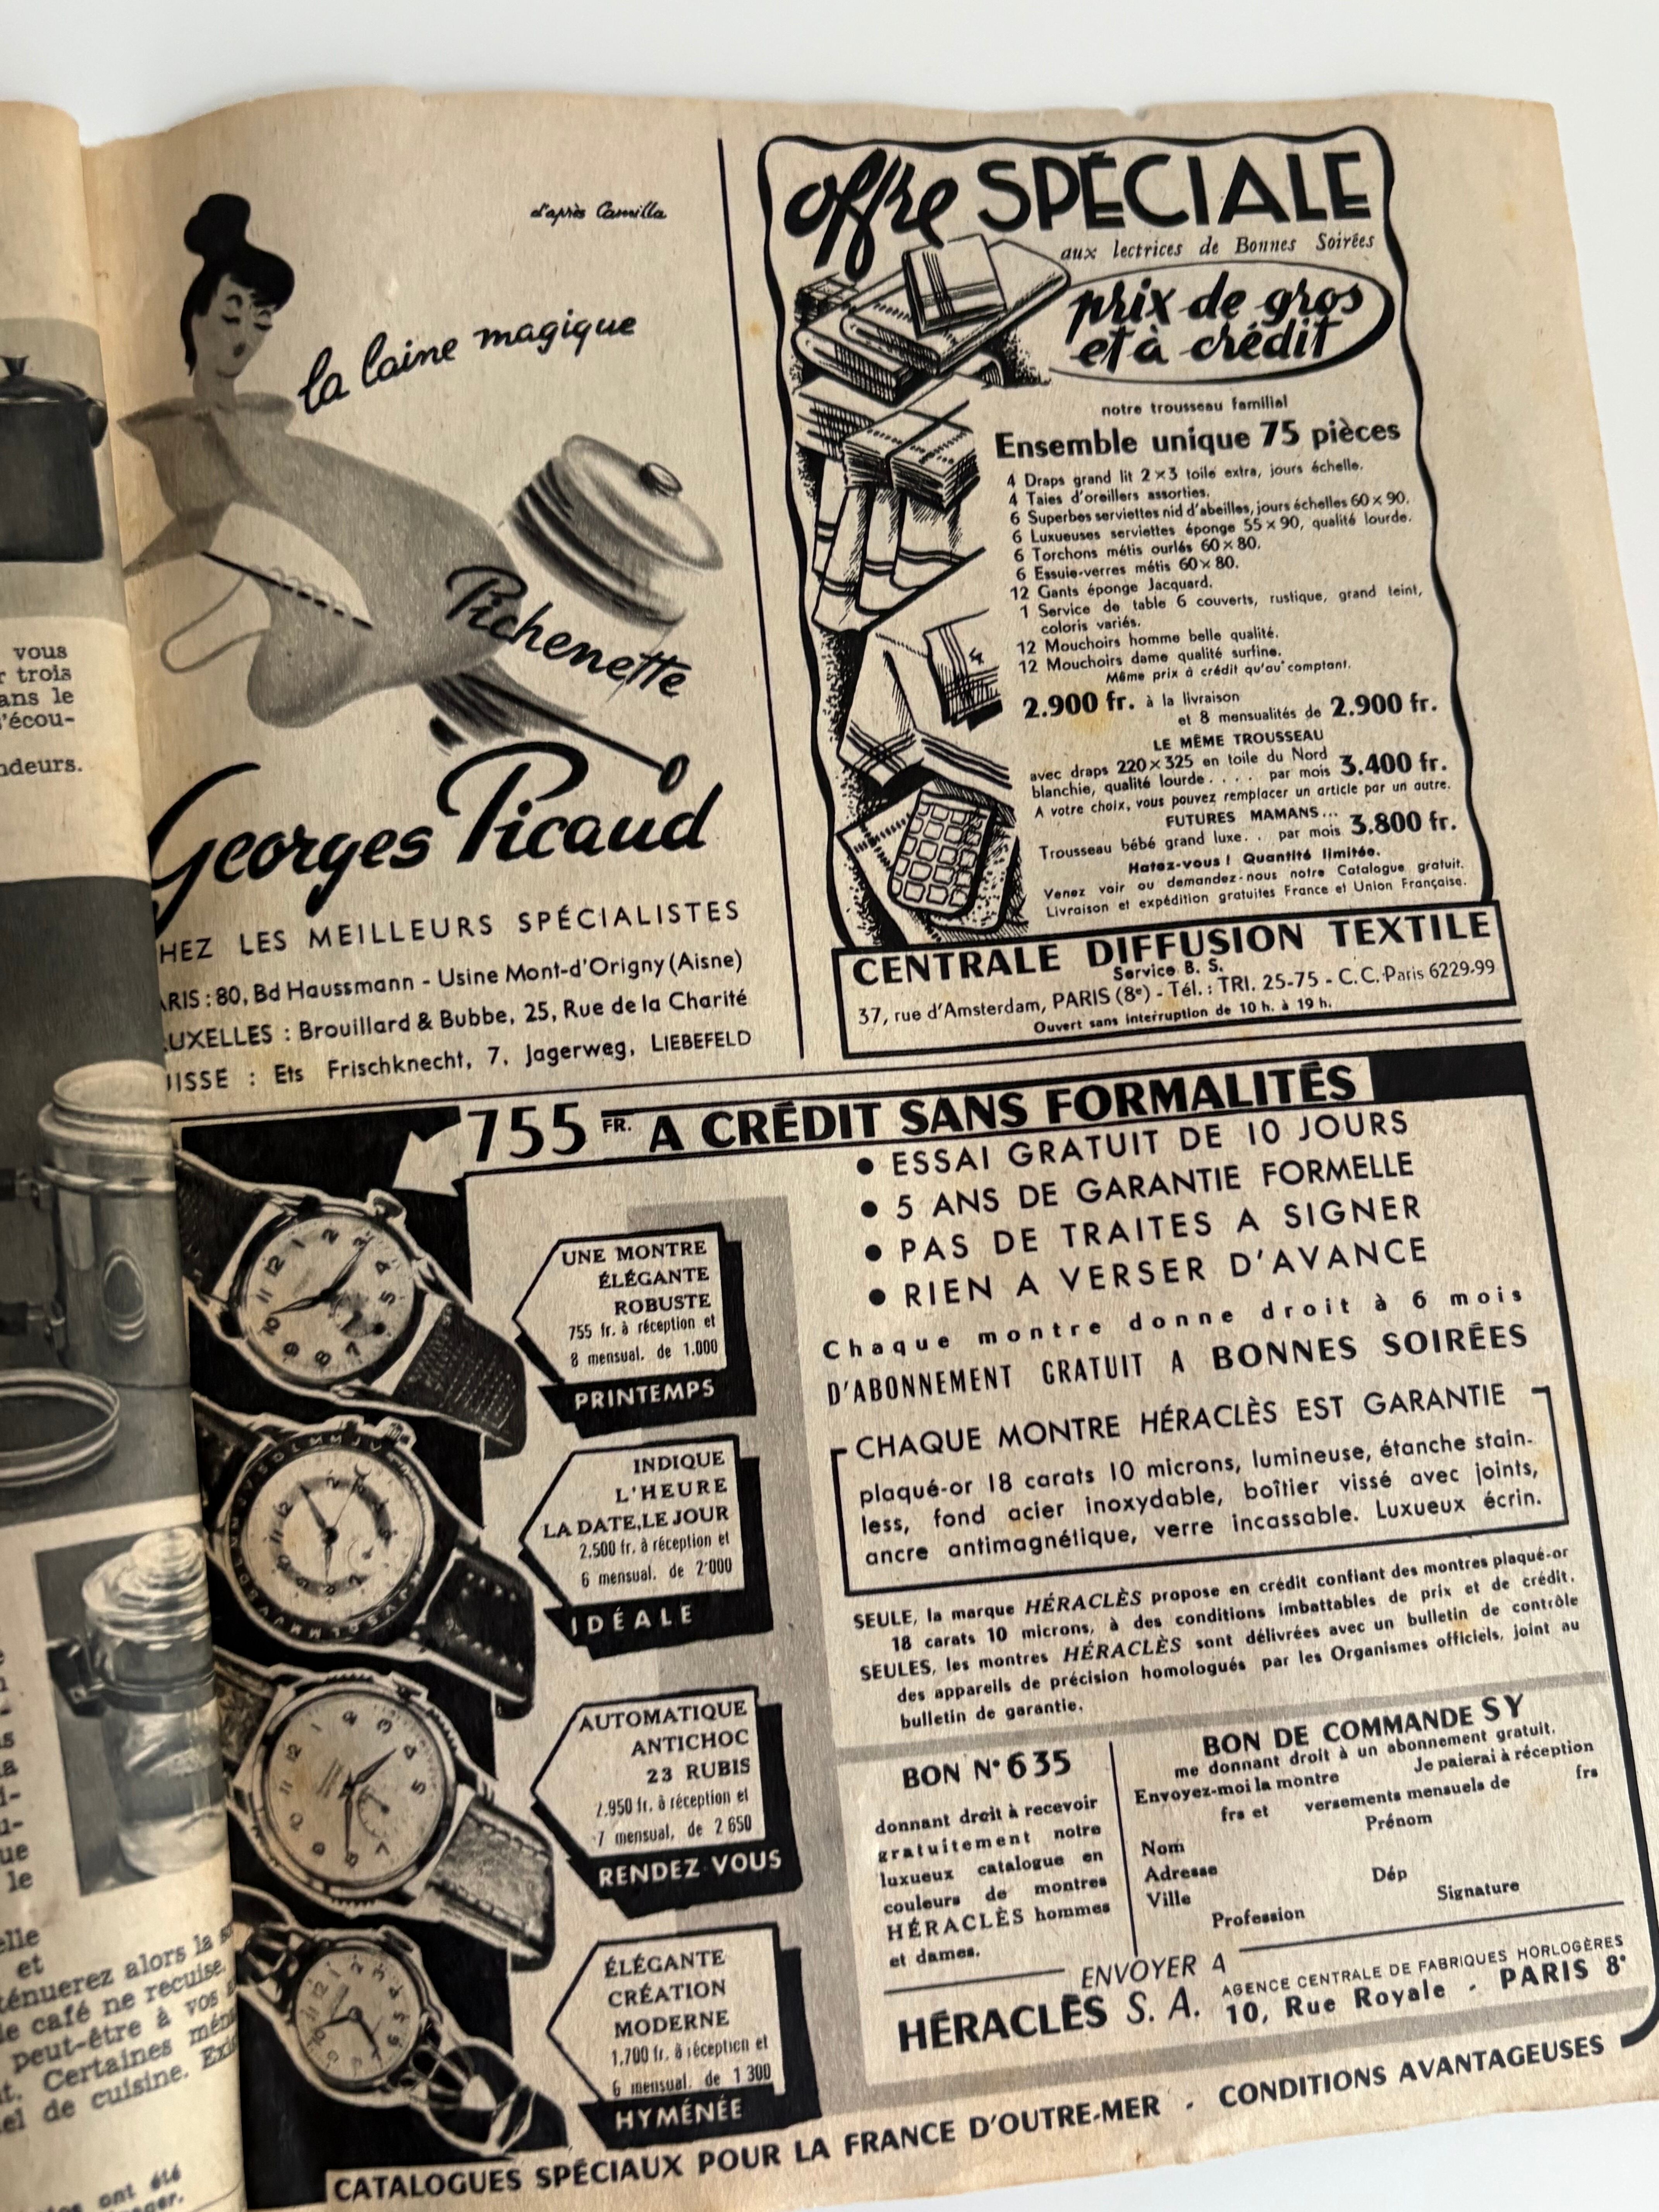 vous
trois
ans le
d'après Camilla
la laine magique
Pichenette
Georges Picaud
HEZ LES MEILLEURS SPÉCIALISTES
RIS : 80, Bd Haussmann - Usine Mont-d'Origny (Aisne)
UXELLES : Brouillard & Bubbe, 25, Rue de la Charité
ISSE : Ets Frischknecht, 7, Jagerweg, LIEBEFELD
offre SPÉCIALE
aux lectrices de Bonnes Soirées
prix de gros
et à crédit
notre trousseau familial
Ensemble unique 75 pièces
4 Draps grand lit 2×3 toile extra, jours échelle.
4 Taies d'oreillers assorties.
6 Superbes serviettes nid d'abeilles, jours échelles 60×90.
6 Luxueuses serviettes éponge 55×90, qualité lourde.
6 Torchons métis ourlés 60×80.
6 Essuie-verres métis 60×80.
12 Gants éponge Jacquard.
1 Service de table 6 couverts, rustique, grand teint,
coloris variés.
12 Mouchoirs homme belle qualité.
12 Mouchoirs dame qualité surfine.
Même prix à crédit qu'au comptant.
2.900 fr. à la livraison
et 8 mensualités de 2.900 fr.
LE MÊME TROUSSEAU
avec draps 220×325 en toile du Nord
blanchie, qualité lourde . . . . par mois 3.400 fr.
A votre choix, vous pouvez remplacer un article par un autre.
FUTURES MAMANS...
Trousseau bébé grand luxe. . par mois 3.800 fr.
Hatez-vous ! Quantité limitée.
Venez voir ou demandez-nous notre Catalogue gratuit.
Livraison et expédition gratuites France et Union Française.
CENTRALE DIFFUSION TEXTILE
Service B. S.
37, rue d'Amsterdam, PARIS (8e) - Tél. : TRI. 25-75 - C.C. Paris 6229-99
Ouvert sans interruption de 10 h. à 19 h.
755 FR. A CRÉDIT SANS FORMALITÉS
• ESSAI GRATUIT DE 10 JOURS
• 5 ANS DE GARANTIE FORMELLE
• PAS DE TRAITES A SIGNER
• RIEN A VERSER D'AVANCE
Chaque montre donne droit à 6 mois
D'ABONNEMENT GRATUIT A BONNES SOIRÉES
CHAQUE MONTRE HÉRACLÈS EST GARANTIE
plaqué-or 18 carats 10 microns, lumineuse, étanche stain-
less, fond acier inoxydable, boîtier vissé avec joints,
ancre antimagnétique, verre incassable. Luxueux écrin.
SEULE, la marque HÉRACLÈS propose en crédit confiant des montres plaqué-or
18 carats 10 microns, à des conditions imbattables de prix et de crédit.
SEULES, les montres HÉRACLÈS sont délivrées avec un bulletin de contrôle
des appareils de précision homologués par les Organismes officiels, joint au
bulletin de garantie.
UNE MONTRE
ÉLÉGANTE
ROBUSTE
755 fr. à réception et
8 mensual. de 1.000
PRINTEMPS
INDIQUE
L'HEURE
LA DATE, LE JOUR
2.500 fr. à réception et
6 mensual. de 2'000
IDÉALE
AUTOMATIQUE
ANTICHOC
23 RUBIS
2.950 fr. à réception et
7 mensual. de 2 650
RENDEZ VOUS
ÉLÉGANTE
CRÉATION
MODERNE
1.700 fr. à réception et
6 mensual. de 1 300
HYMÉNÉE
BON N° 635
donnant droit à recevoir
gratuitement notre
luxueux catalogue en
couleurs de montres
HÉRACLÈS hommes
et dames.
BON DE COMMANDE SY
me donnant droit à un abonnement gratuit.
Envoyez-moi la montre Je paierai à réception
frs et versements mensuels de frs
Nom Prénom
Adresse
Ville Dép
Profession Signature
ENVOYER A
HÉRACLÈS S. A. AGENCE CENTRALE DE FABRIQUES HORLOGÈRES
10, Rue Royale - PARIS 8e
CATALOGUES SPÉCIAUX POUR LA FRANCE D'OUTRE-MER - CONDITIONS AVANTAGEUSES
le
et
alors la
le café ne recuise
peut-être à vos
Certaines
de cuisine.
ont été